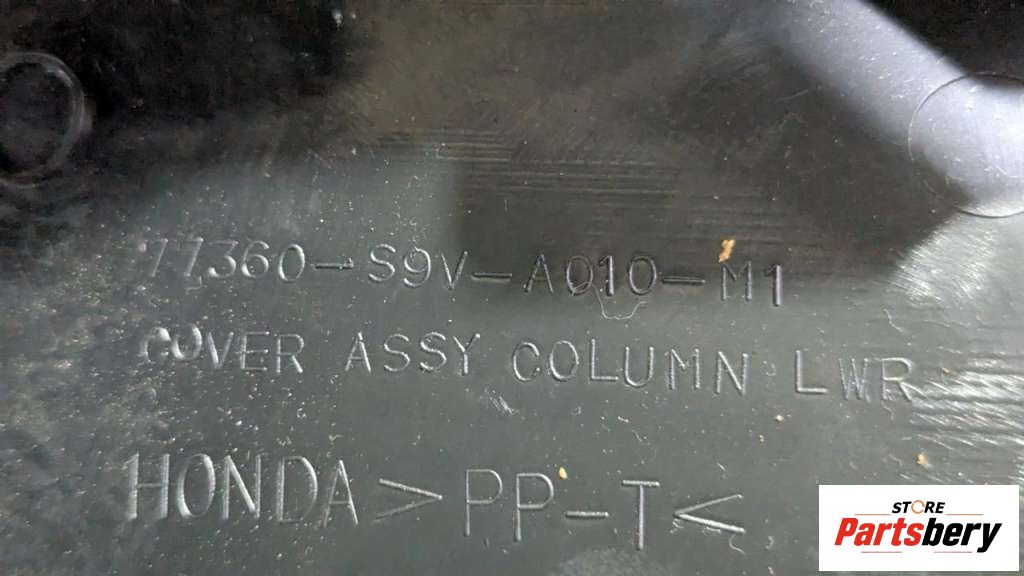 77360-S9V-A010-M1
COVER ASSY COLUMN LWR
HONDA >PP-T<
STORE
Partsbery